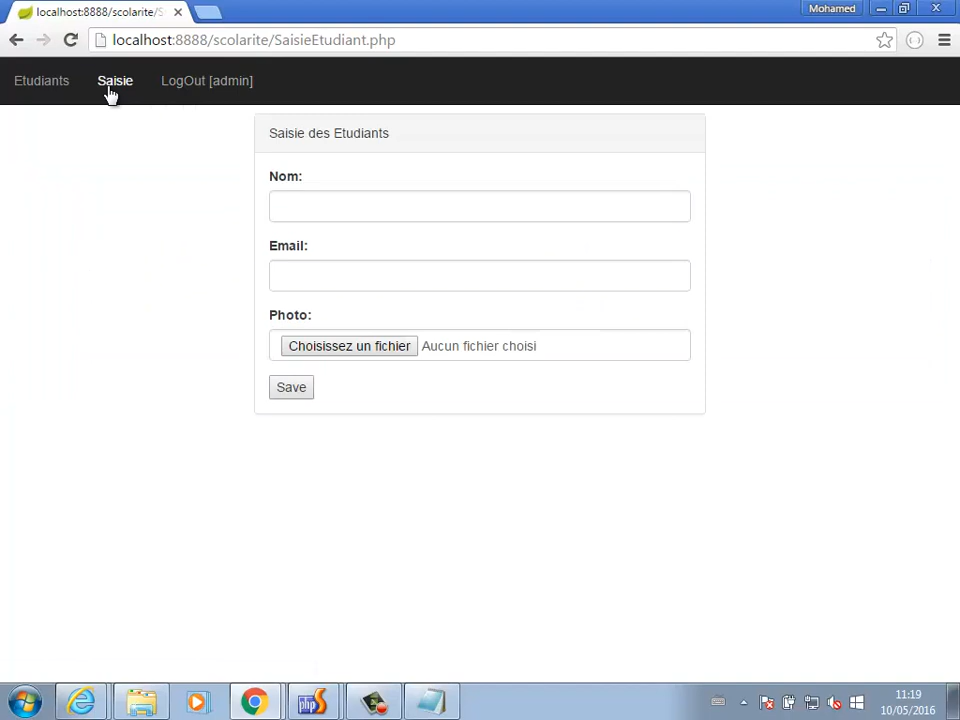 localhost:8888/scolarite/S
Mohamed
localhost:8888/scolarite/SaisieEtudiant.php
Etudiants
Saisie
LogOut [admin]
Saisie des Etudiants
Nom:
Email:
Photo:
Choisissez un fichier
Aucun fichier choisi
Save
php
11:19
10/05/2016